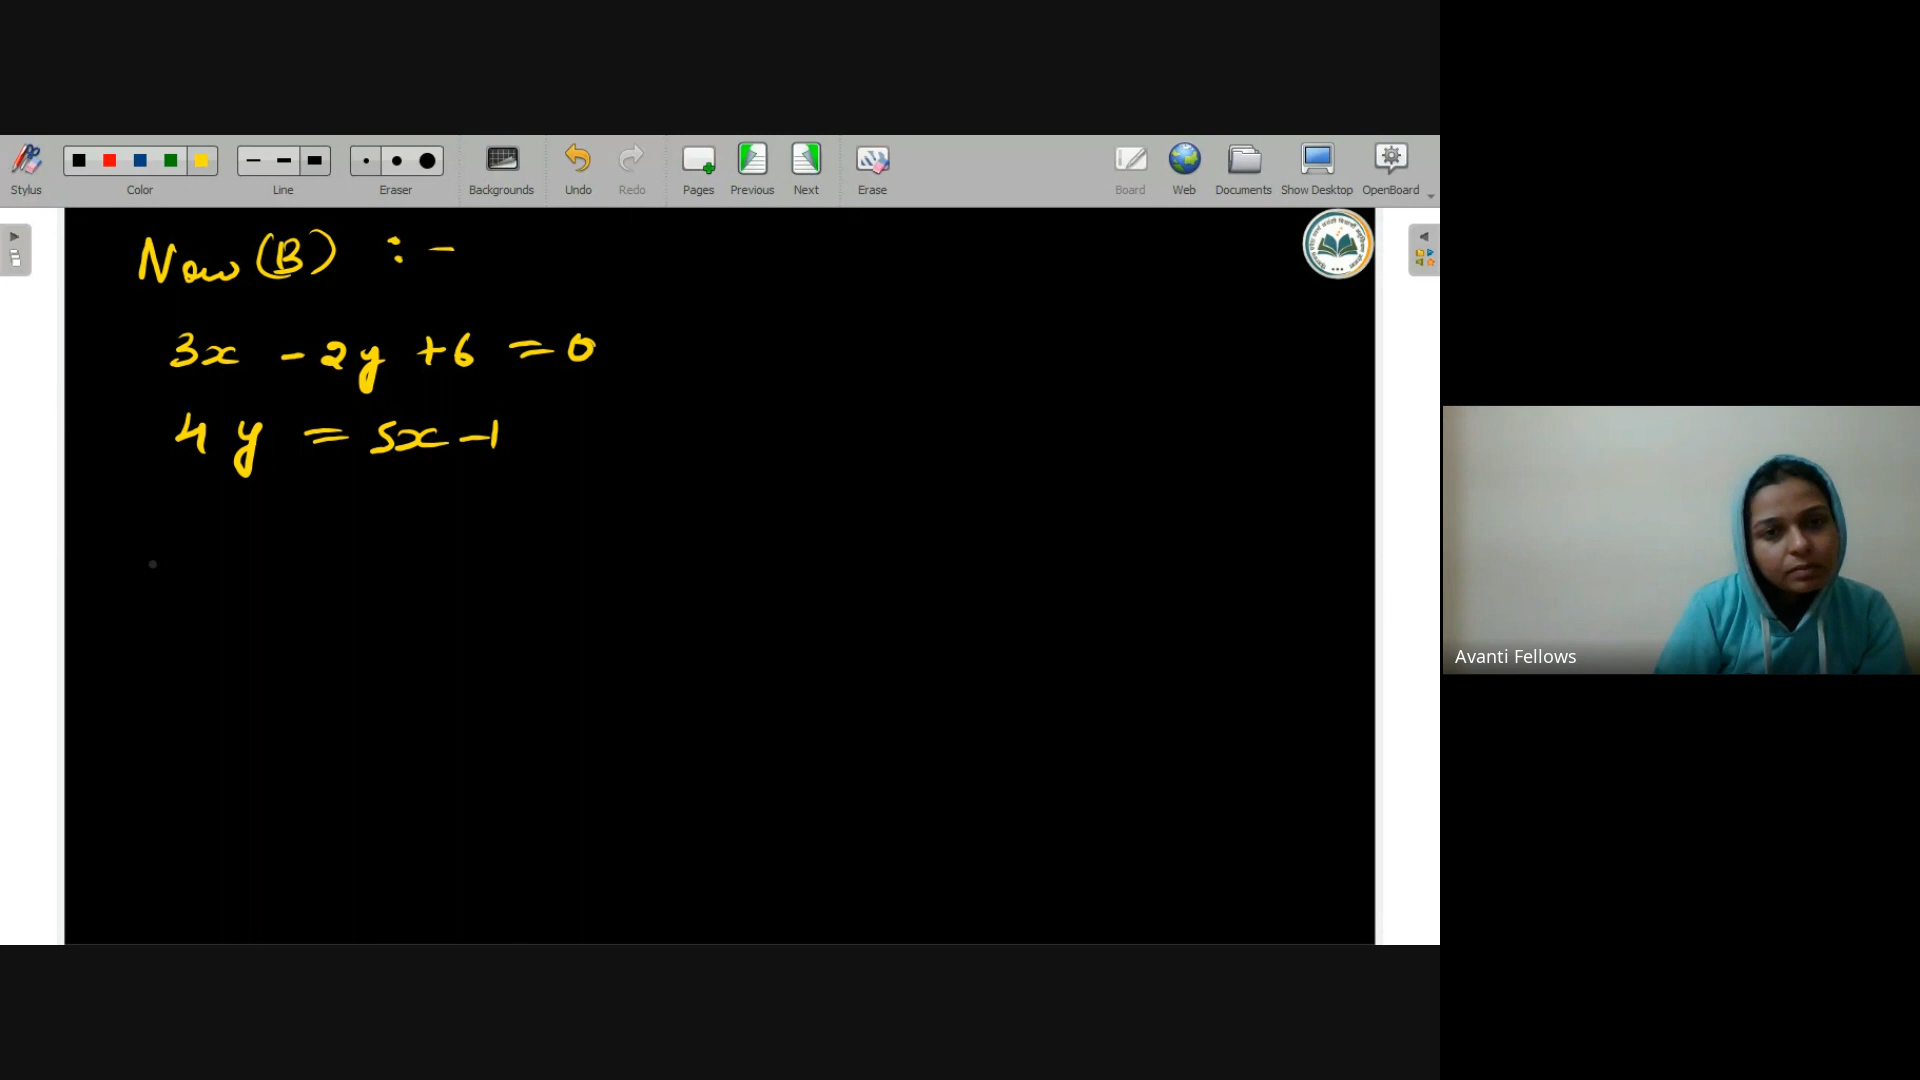 Stylus
Color
Line
Eraser
Backgrounds
Undo
Redo
Pages
Previous
Next
Erase
Board
Web
Documents
Show Desktop
OpenBoard
Now (B) :-
3x - 2y + 6 = 0
4y = 5x - 1
Avanti Fellows